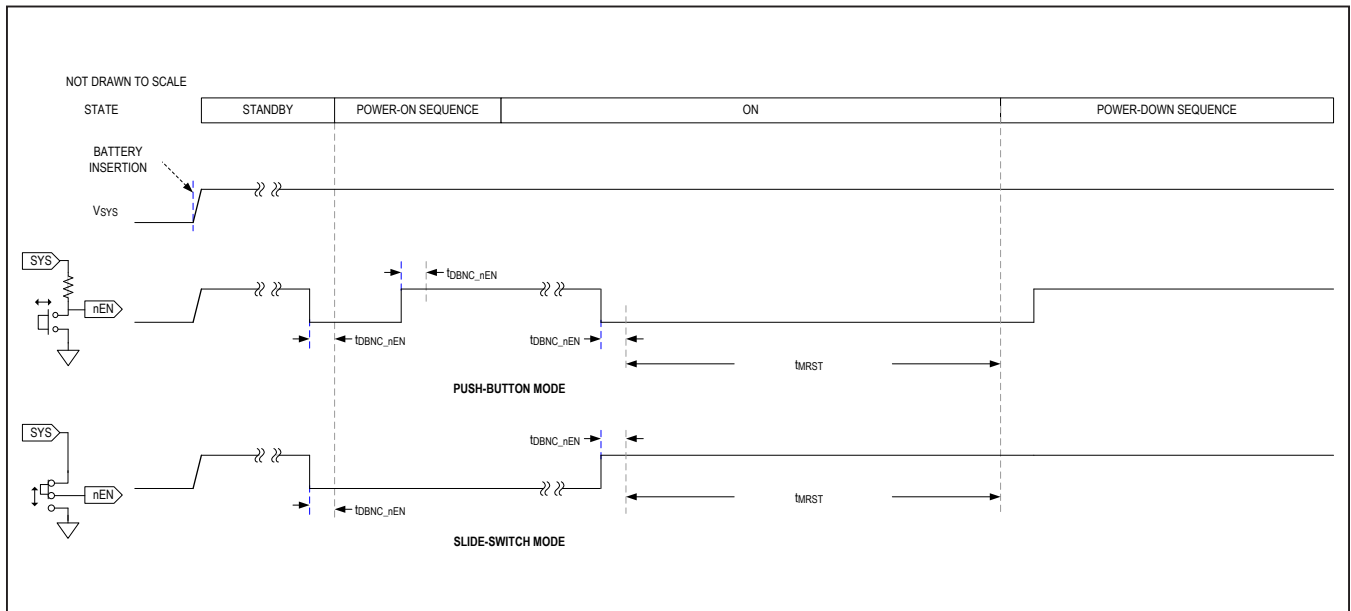 NOT DRAWN TO SCALE
STATE
STANDBY
POWER-ON SEQUENCE
ON
POWER-DOWN SEQUENCE
BATTERY
INSERTION
VSYS
SYS
nEN
tDBNC_nEN
tDBNC_nEN
tDBNC_nEN
tMRST
PUSH-BUTTON MODE
SYS
nEN
tDBNC_nEN
tDBNC_nEN
tMRST
SLIDE-SWITCH MODE